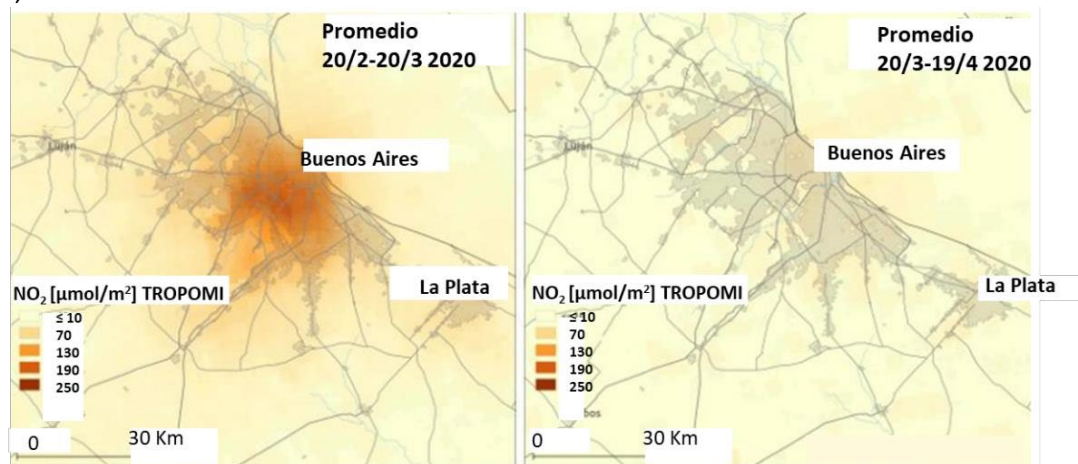 Promedio
20/2-20/3 2020
Luján
Buenos Aires
La Plata
NO₂ [μmol/m²] TROPOMI
≤ 10
70
130
190
250
0 30 Km
Promedio
20/3-19/4 2020
Luján
Buenos Aires
La Plata
NO₂ [μmol/m²] TROPOMI
≤ 10
70
130
190
250
0 30 Km